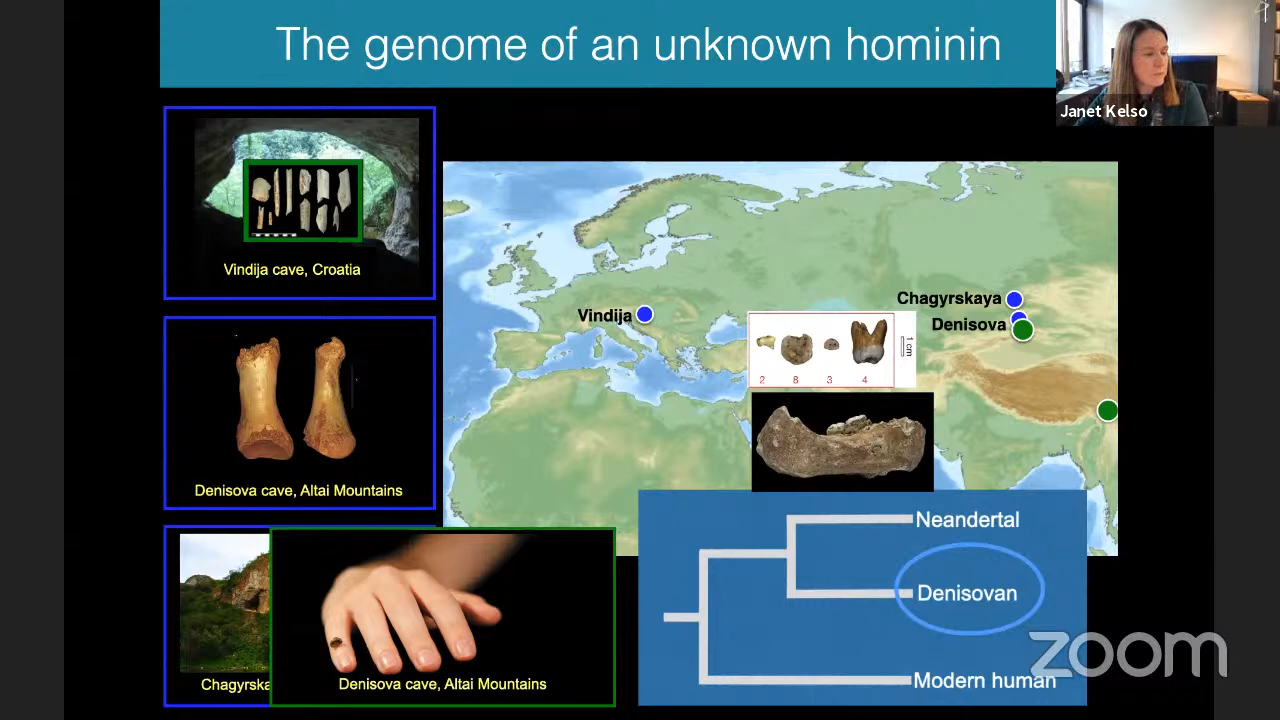 The genome of an unknown hominin
Janet Kelso
Vindija cave, Croatia
Denisova cave, Altai Mountains
Chagyrska
Denisova cave, Altai Mountains
Vindija
Chagyrskaya
Denisova
2 8 3 4
1 cm
Neandertal
Denisovan
Modern human
zoom